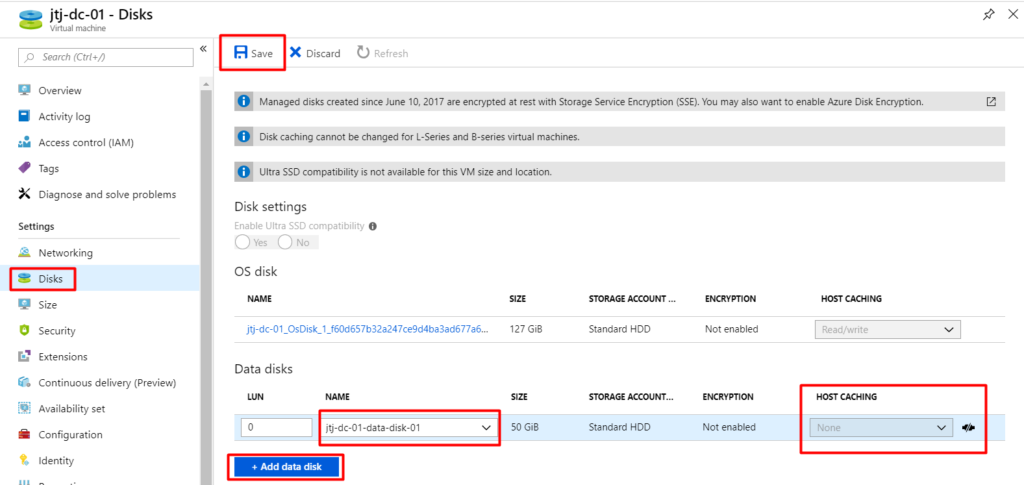 jtj-dc-01 - Disks
Virtual machine
Search (Ctrl+/)
Overview
Activity log
Access control (IAM)
Tags
Diagnose and solve problems
Settings
Networking
Disks
Size
Security
Extensions
Continuous delivery (Preview)
Availability set
Configuration
Identity
Save Discard Refresh
Managed disks created since June 10, 2017 are encrypted at rest with Storage Service Encryption (SSE). You may also want to enable Azure Disk Encryption.
Disk caching cannot be changed for L-Series and B-series virtual machines.
Ultra SSD compatibility is not available for this VM size and location.
Disk settings
Enable Ultra SSD compatibility
Yes No
OS disk
NAME SIZE STORAGE ACCOUNT ... ENCRYPTION HOST CACHING
jtj-dc-01_OsDisk_1_f60d657b32a247ce9d4ba3ad677a6... 127 GiB Standard HDD Not enabled Read/write
Data disks
LUN NAME SIZE STORAGE ACCOUNT... ENCRYPTION HOST CACHING
0 jtj-dc-01-data-disk-01 50 GiB Standard HDD Not enabled None
+ Add data disk